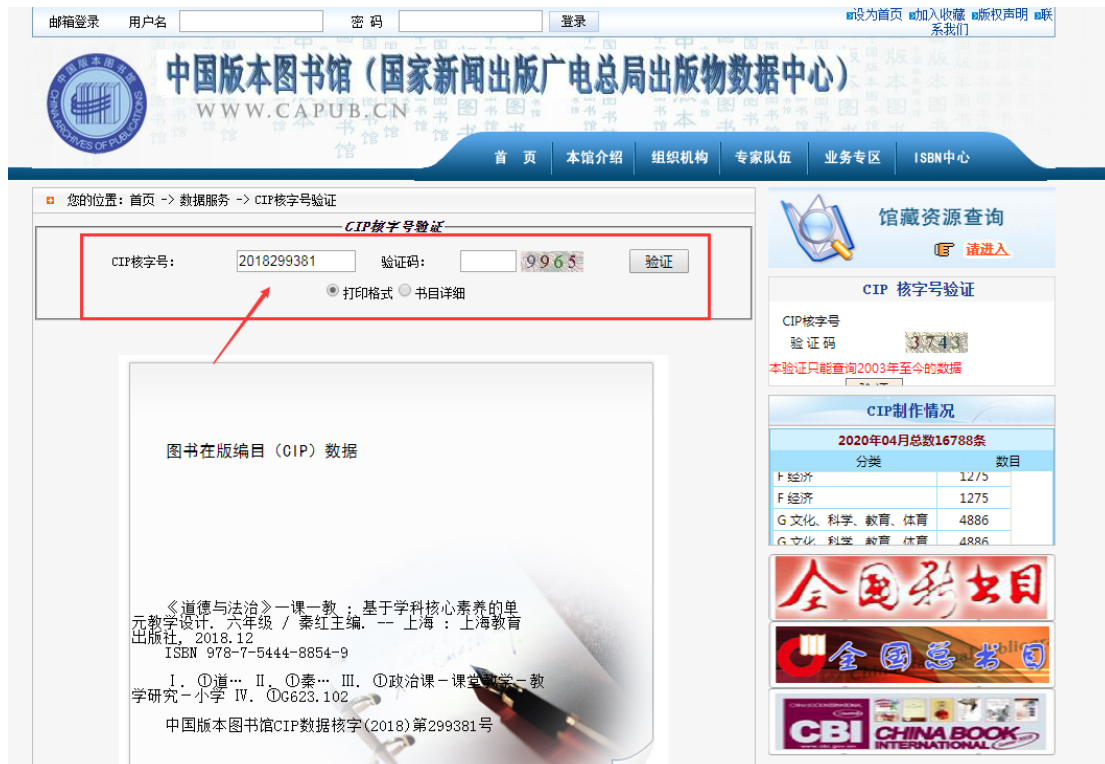 邮箱登录 用户名 密 码 登录
设为首页 加入收藏 版权声明 联系我们
CHINA ARCHIVES OF PUBLICATIONS
中国版本图书馆（国家新闻出版广电总局出版物数据中心）
WWW.CAPUB.CN
首 页 本馆介绍 组织机构 专家队伍 业务专区 ISBN中心
您的位置：首页 -> 数据服务 -> CIP核字号验证
CIP核字号验证
CIP核字号： 2018299381 验证码： 9965 验证
打印格式 书目详细
图书在版编目（CIP）数据
《道德与法治》一课一教 ： 基于学科核心素养的单
元教学设计. 六年级 / 秦红主编. -- 上海 ： 上海教育
出版社, 2018.12
ISBN 978-7-5444-8854-9
Ⅰ. ①道… Ⅱ. ①秦… Ⅲ. ①政治课－课堂教学－教
学研究－小学 Ⅳ. ①G623.102
中国版本图书馆CIP数据核字(2018)第299381号
馆藏资源查询
请进入
CIP 核字号验证
CIP核字号
验 证 码 3743
本验证只能查询2003年至今的数据
CIP制作情况
2020年04月总数16788条
分类 数目
F 经济 1275
F 经济 1275
G 文化、科学、教育、体育 4886
G 文化、科学、教育、体育 4886
全国新书目
全国总书目
CBI CHINA BOOK INTERNATIONAL